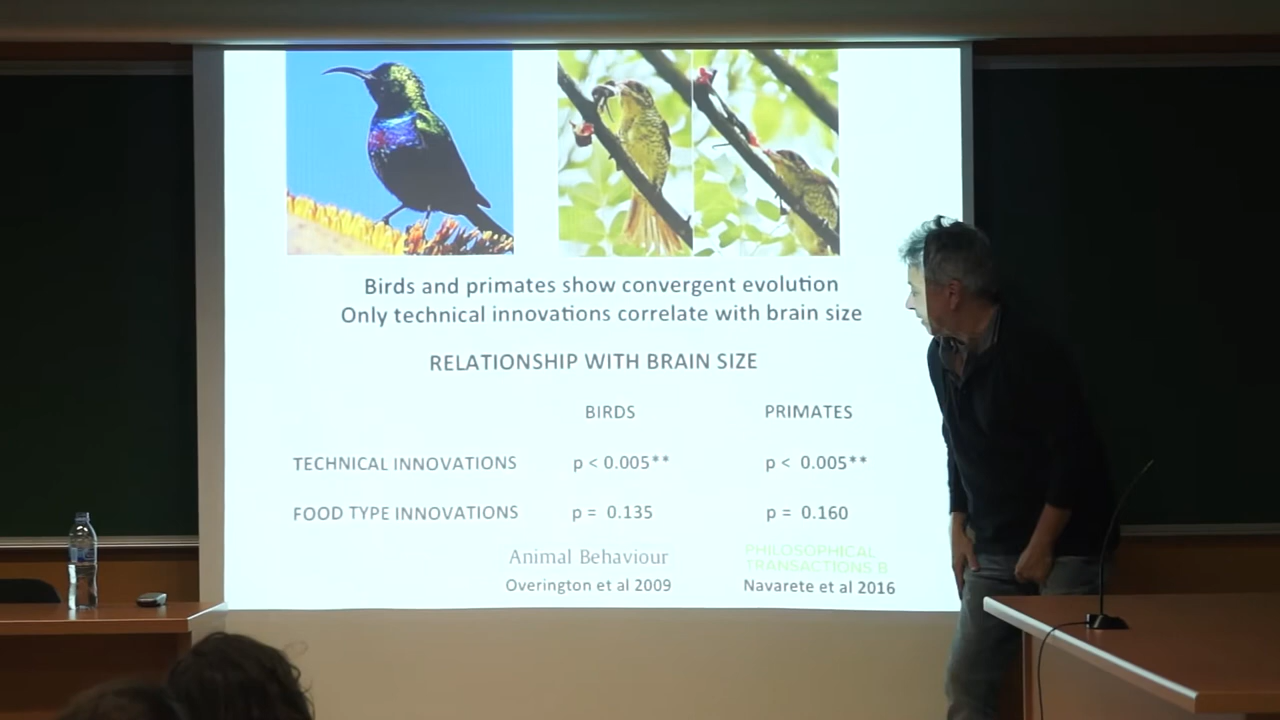 Birds and primates show convergent evolution
Only technical innovations correlate with brain size
RELATIONSHIP WITH BRAIN SIZE
BIRDS PRIMATES
TECHNICAL INNOVATIONS p < 0.005** p < 0.005**
FOOD TYPE INNOVATIONS p = 0.135 p = 0.160
Animal Behaviour PHILOSOPHICAL
TRANSACTIONS B
Overington et al 2009 Navarete et al 2016